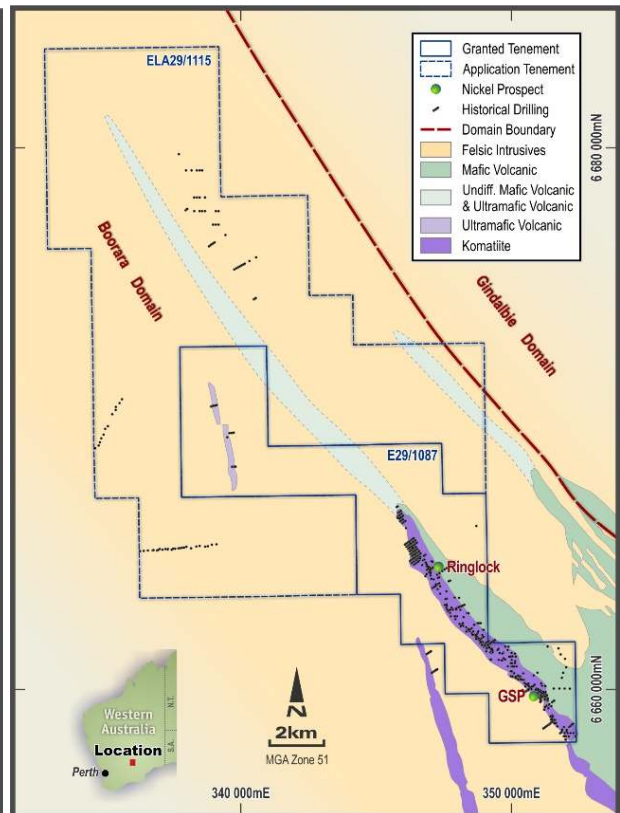 ELA29/1115
Granted Tenement
Application Tenement
Nickel Prospect
Historical Drilling
Domain Boundary
Felsic Intrusives
Mafic Volcanic
Undiff. Mafic Volcanic
& Ultramafic Volcanic
Ultramafic Volcanic
Komatiite
6 680 000mN
Boorara Domain
Gindalbie Domain
E29/1087
Ringlock
GSP
6 660 000mN
N
2km
MGA Zone 51
Western
Australia
Location
Perth
N.T.
S.A.
340 000mE
350 000mE